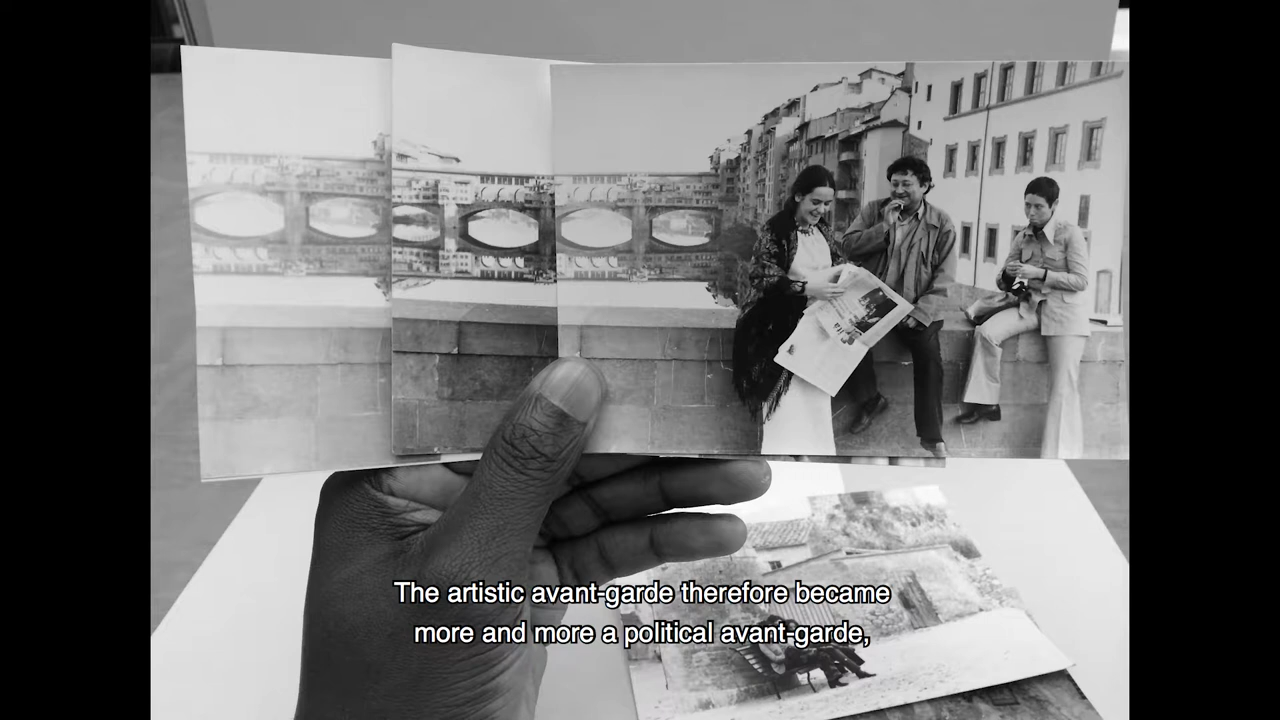 The artistic avant-garde therefore became
more and more a political avant-garde,